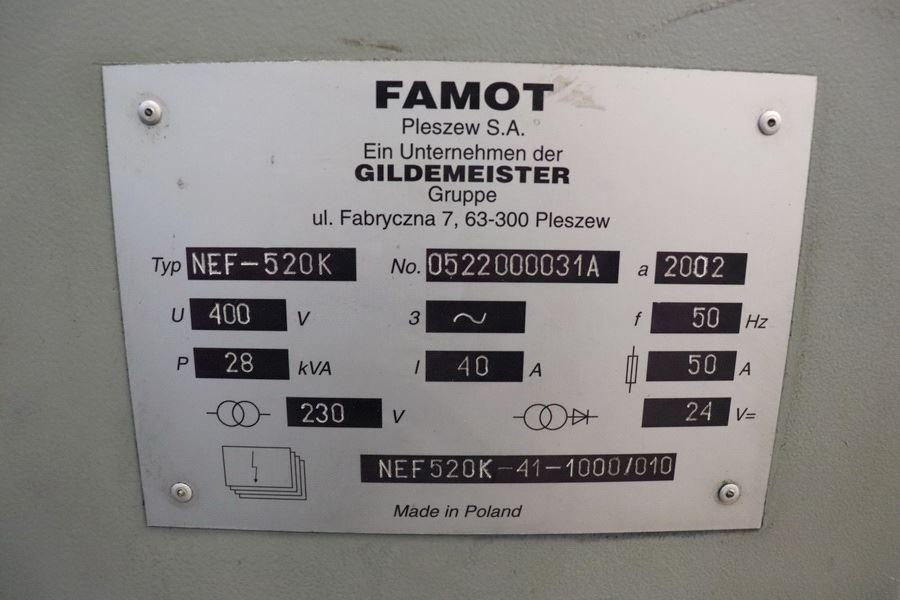 FAMOT
Pleszew S.A.
Ein Unternehmen der
GILDEMEISTER
Gruppe
ul. Fabryczna 7, 63-300 Pleszew
Typ NEF-520K No. 0522000031A a 2002
U 400 V 3 ~ f 50 Hz
P 28 kVA I 40 A 50 A
230 V 24 V=
NEF520K-41-1000/010
Made in Poland